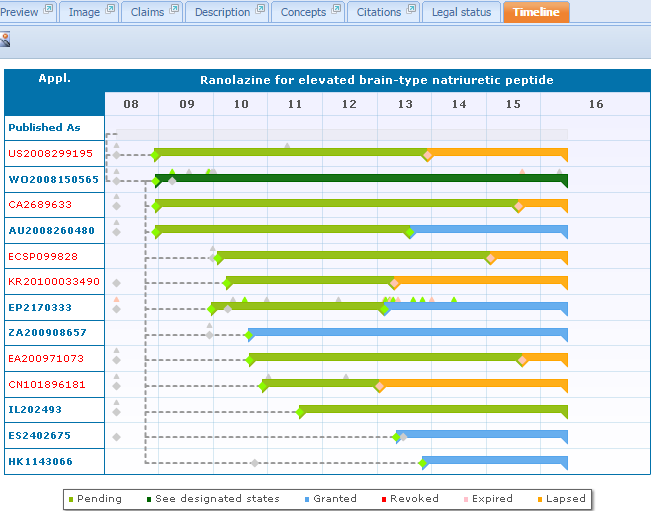 Preview Image Claims Description Concepts Citations Legal status Timeline
Appl. Ranolazine for elevated brain-type natriuretic peptide
08 09 10 11 12 13 14 15 16
Published As
US2008299195
WO2008150565
CA2689633
AU2008260480
ECSP099828
KR20100033490
EP2170333
ZA200908657
EA200971073
CN101896181
IL202493
ES2402675
HK1143066
Pending See designated states Granted Revoked Expired Lapsed